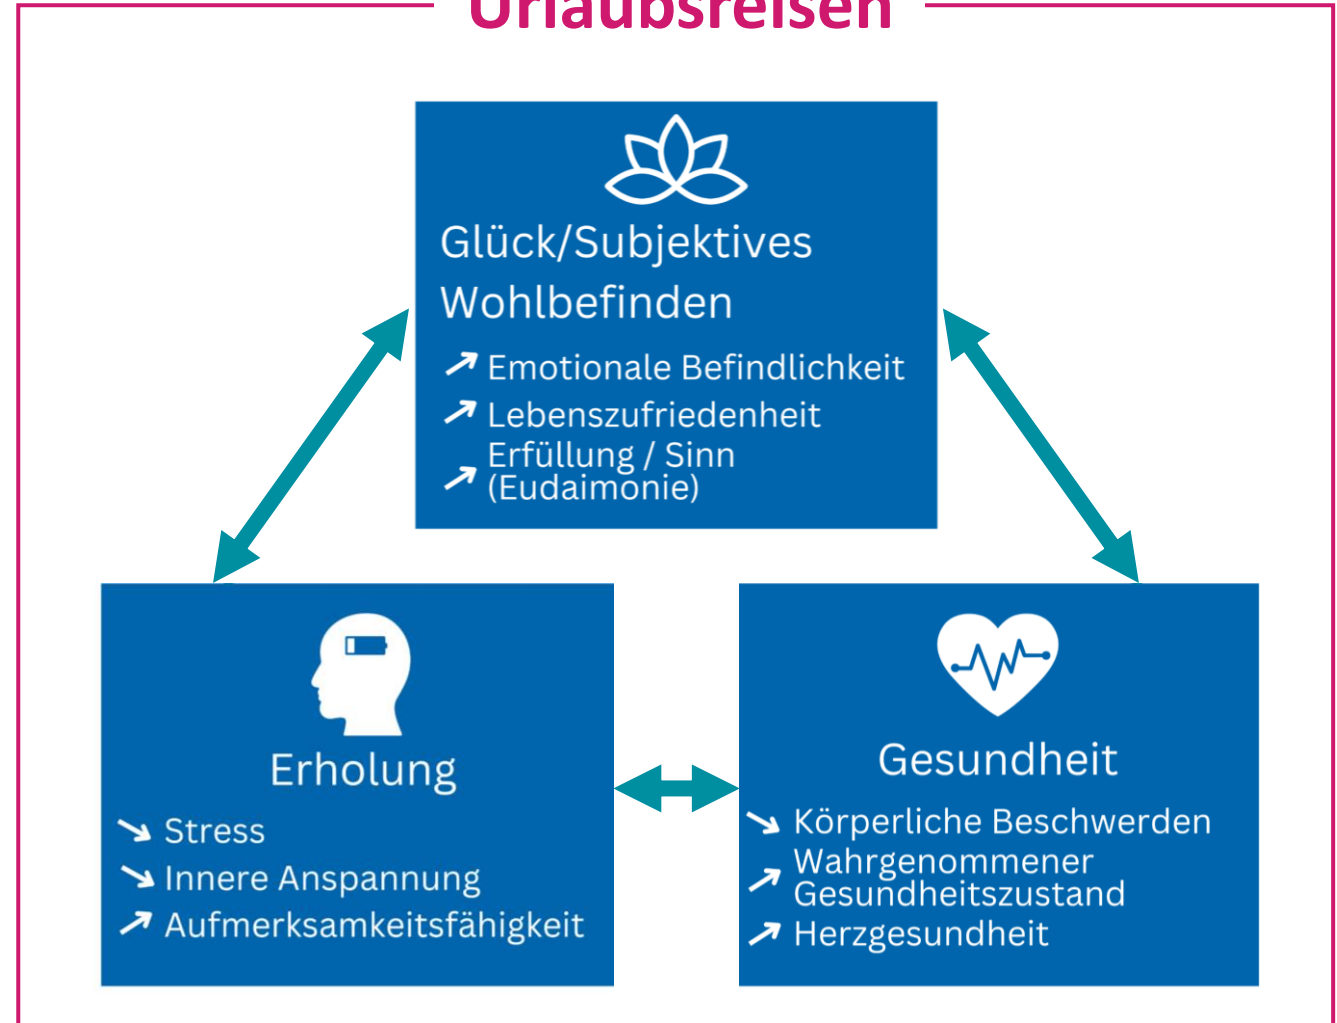 Urlaubsreisen
Glück/Subjektives
Wohlbefinden
Emotionale Befindlichkeit
Lebenszufriedenheit
Erfüllung / Sinn
(Eudaimonie)
Erholung
Stress
Innere Anspannung
Aufmerksamkeitsfähigkeit
Gesundheit
Körperliche Beschwerden
Wahrgenommener
Gesundheitszustand
Herzgesundheit